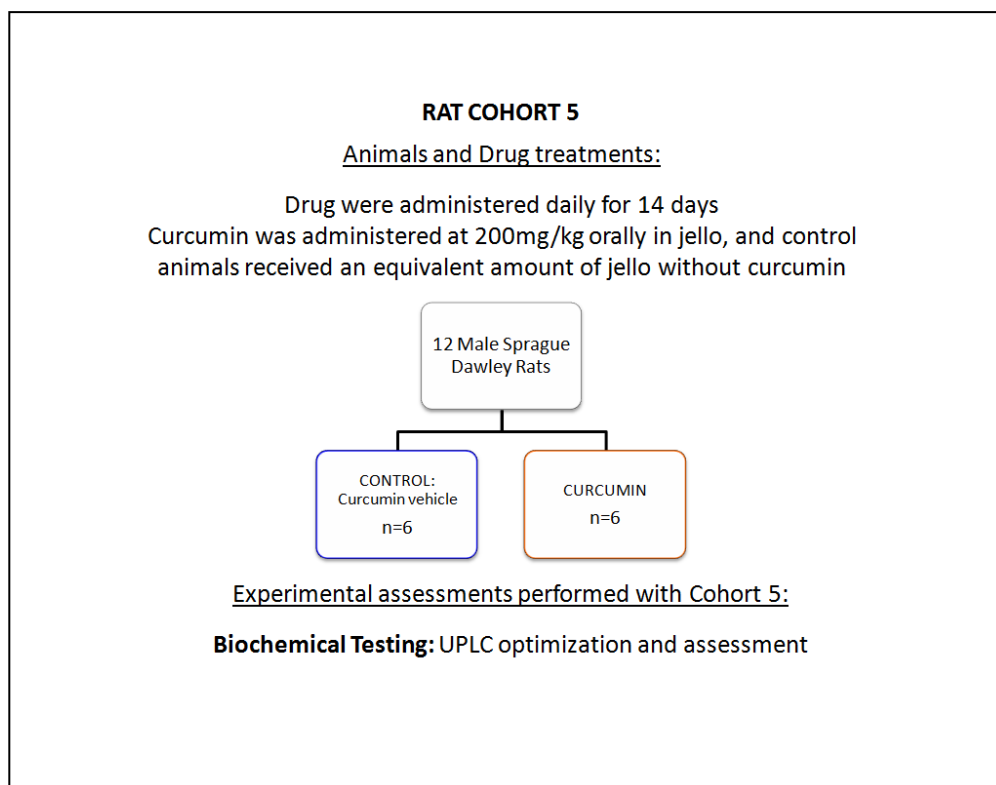 RAT COHORT 5
Animals and Drug treatments:
Drug were administered daily for 14 days
Curcumin was administered at 200mg/kg orally in jello, and control
animals received an equivalent amount of jello without curcumin
12 Male Sprague
Dawley Rats
CONTROL:
Curcumin vehicle
n=6
CURCUMIN
n=6
Experimental assessments performed with Cohort 5:
Biochemical Testing: UPLC optimization and assessment